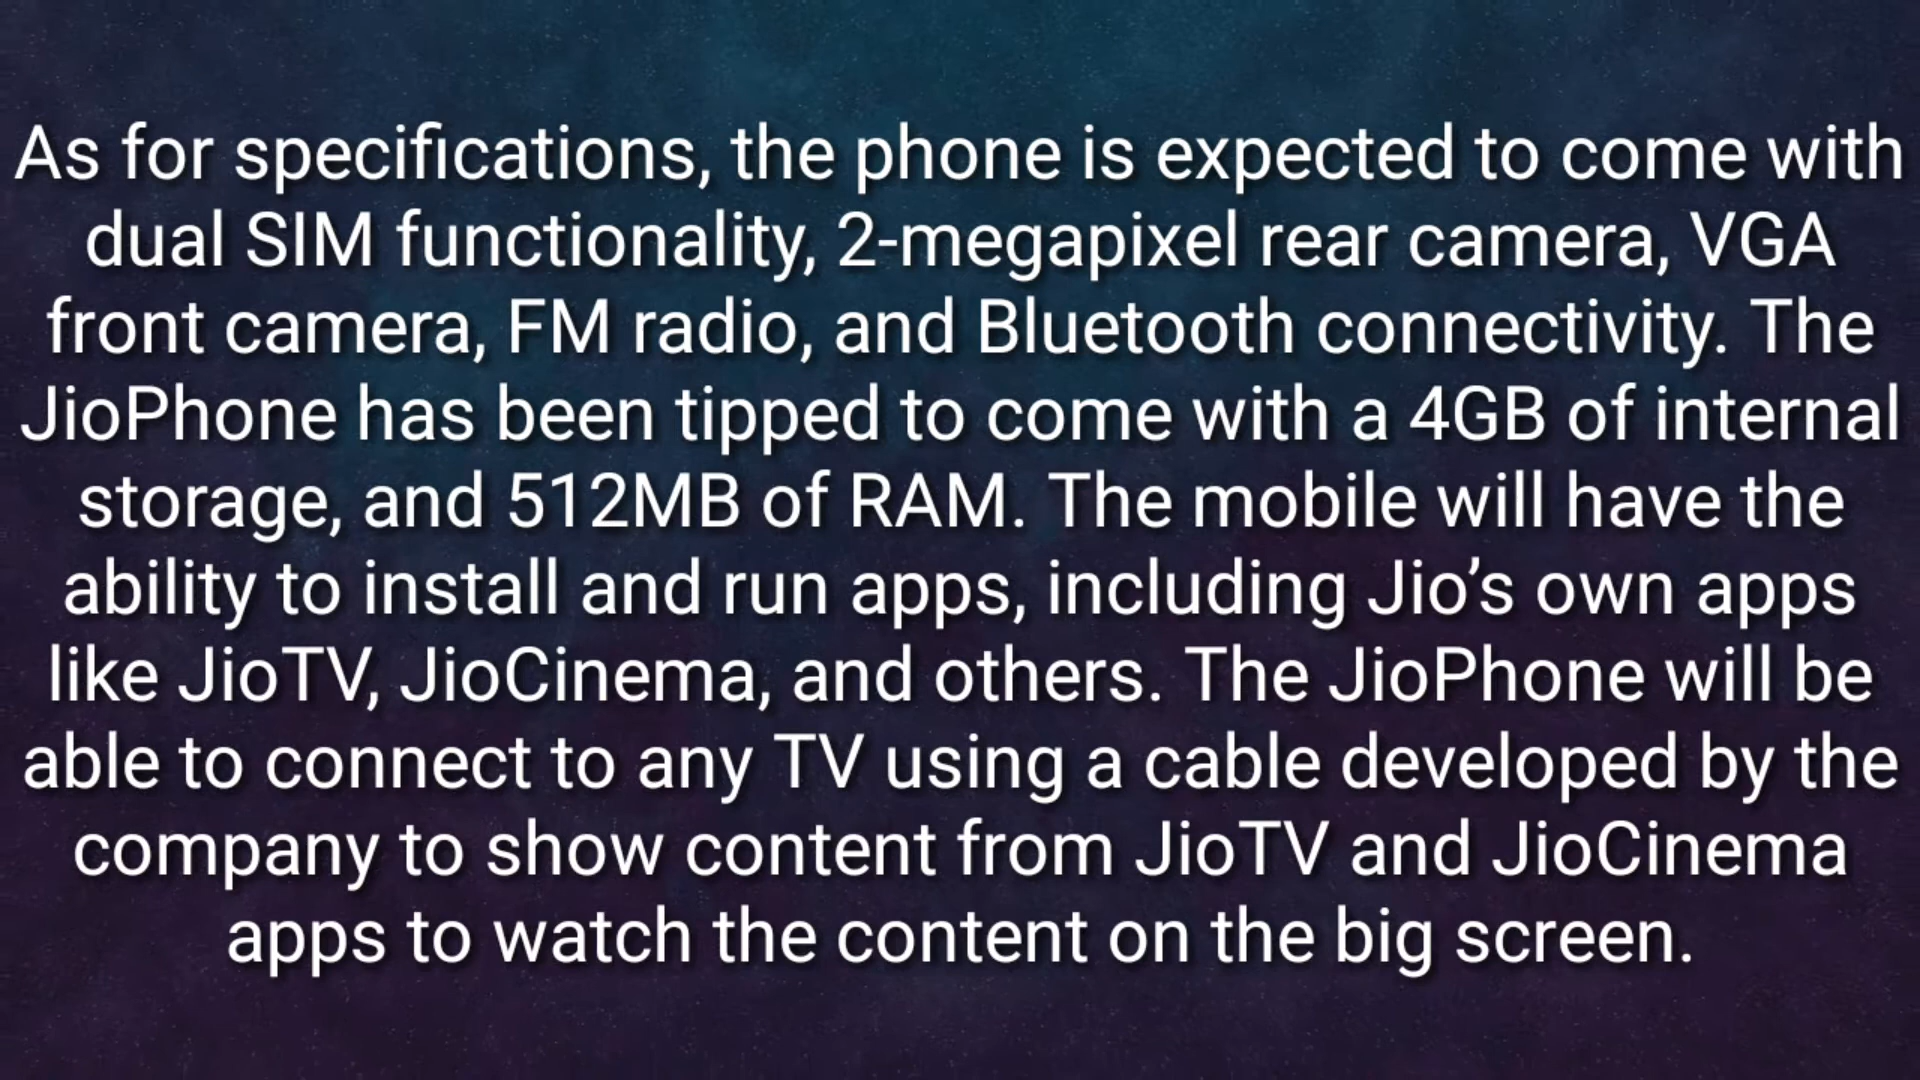 As for specifications, the phone is expected to come with
dual SIM functionality, 2-megapixel rear camera, VGA
front camera, FM radio, and Bluetooth connectivity. The
JioPhone has been tipped to come with a 4GB of internal
storage, and 512MB of RAM. The mobile will have the
ability to install and run apps, including Jio’s own apps
like JioTV, JioCinema, and others. The JioPhone will be
able to connect to any TV using a cable developed by the
company to show content from JioTV and JioCinema
apps to watch the content on the big screen.